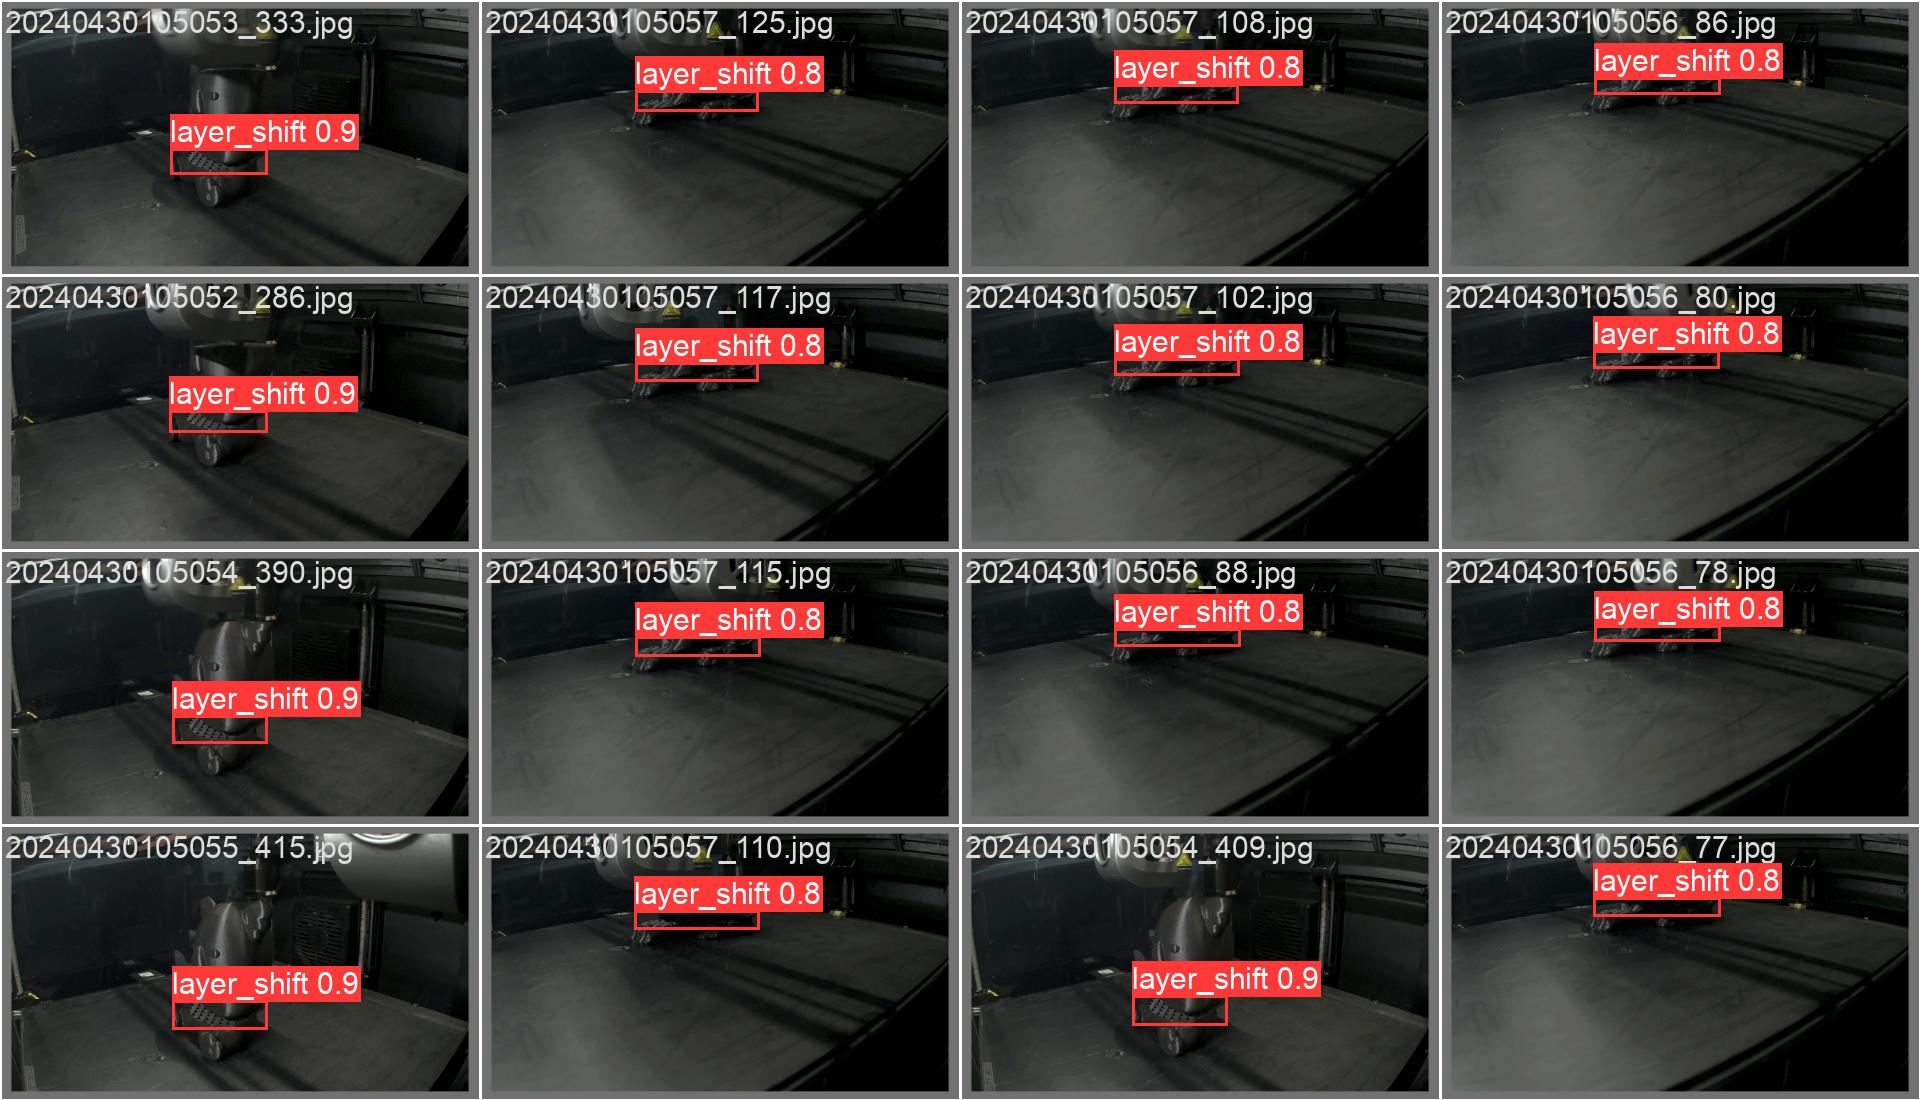 20240430105053_333.jpg
layer_shift 0.9
20240430105057_125.jpg
layer_shift 0.8
20240430105057_108.jpg
layer_shift 0.8
20240430105056_86.jpg
layer_shift 0.8
20240430105052_286.jpg
layer_shift 0.9
20240430105057_117.jpg
layer_shift 0.8
20240430105057_102.jpg
layer_shift 0.8
20240430105056_80.jpg
layer_shift 0.8
20240430105054_390.jpg
layer_shift 0.9
20240430105057_115.jpg
layer_shift 0.8
20240430105056_88.jpg
layer_shift 0.8
20240430105056_78.jpg
layer_shift 0.8
20240430105055_415.jpg
layer_shift 0.9
20240430105057_110.jpg
layer_shift 0.8
20240430105054_409.jpg
layer_shift 0.9
20240430105056_77.jpg
layer_shift 0.8